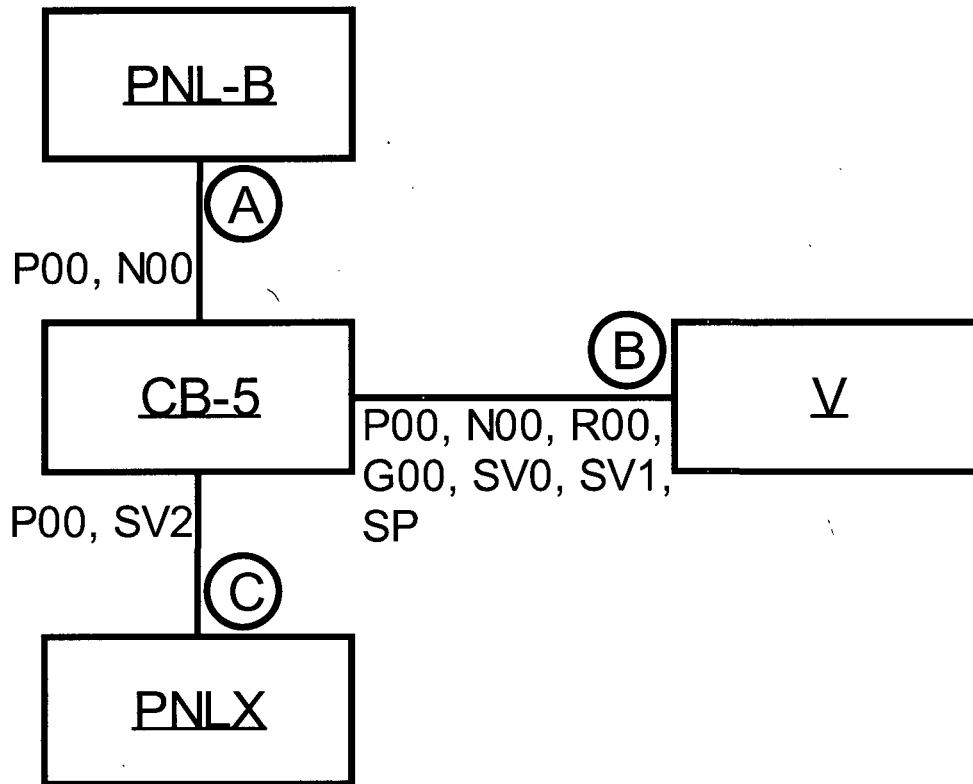 PNL-B
A
P00, N00
CB-5
B
V
P00, N00, R00,
G00, SV0, SV1,
SP
P00, SV2
C
PNLX